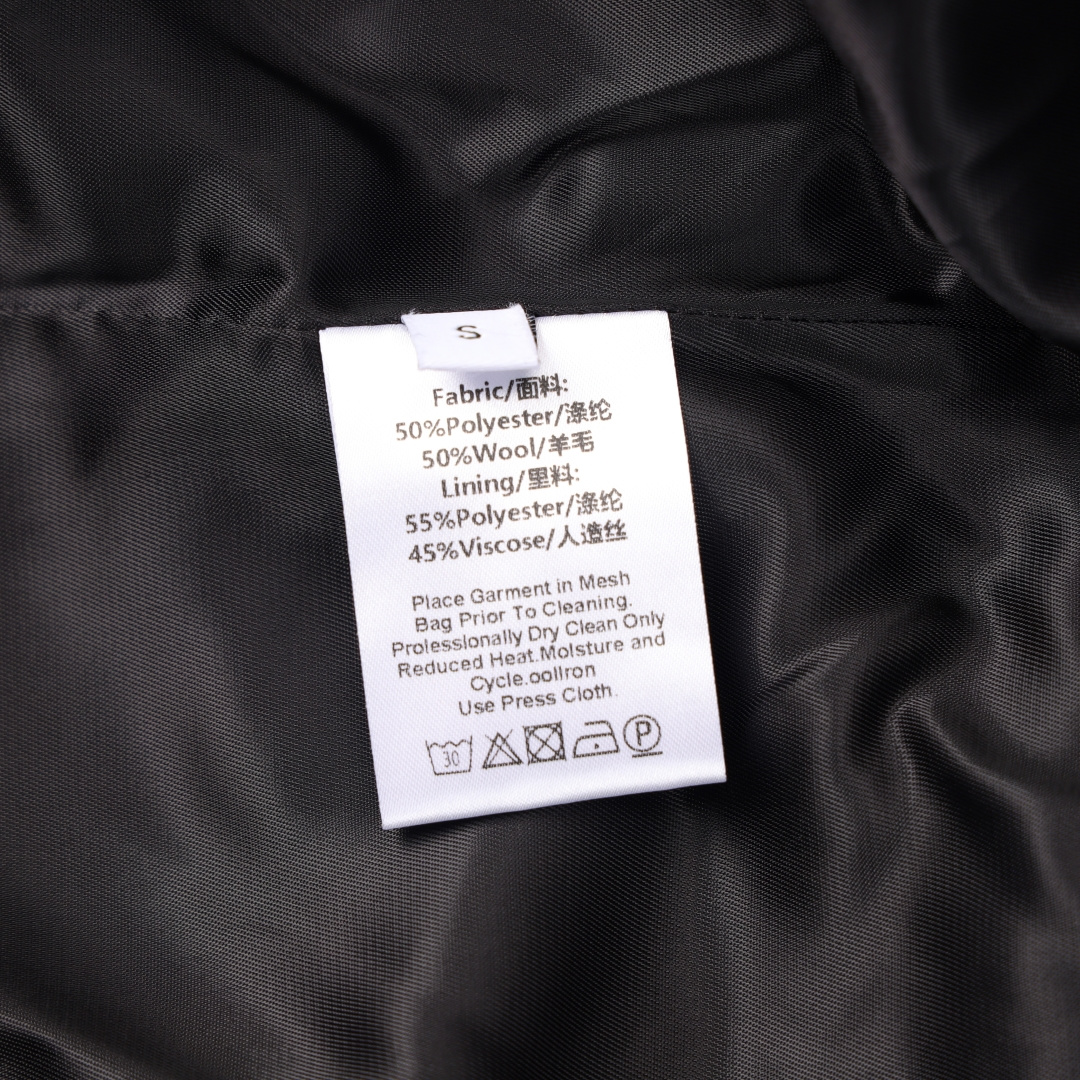 S
Fabric/面料:
50%Polyester/涤纶
50%Wool/羊毛
Lining/里料:
55%Polyester/涤纶
45%Viscose/人造丝
Place Garment in Mesh
Bag Prior To Cleaning.
Prolesslonally Dry Clean Only
Reduced Heat.Molsture and
Cycle.oollron
Use Press Cloth.
30 P